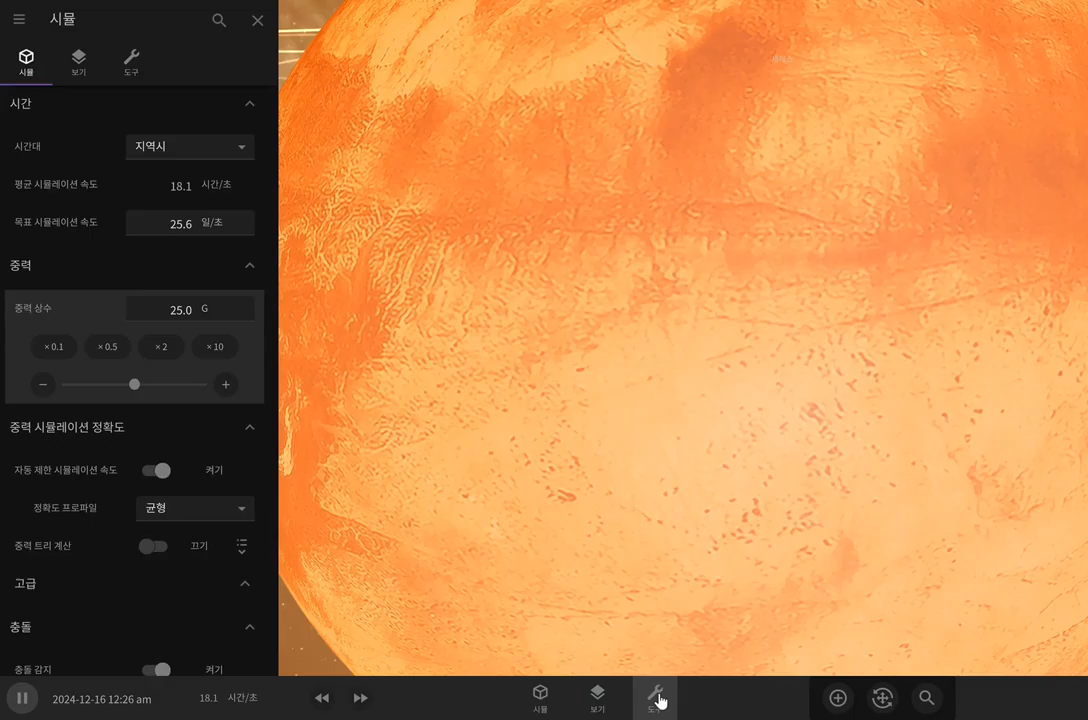 시뮬
시뮬
보기
도구
시간
시간대
지역시
평균 시뮬레이션 속도
18.1
시간/초
목표 시뮬레이션 속도
25.6
일/초
중력
중력 상수
25.0
G
×0.1
×0.5
×2
×10
중력 시뮬레이션 정확도
자동 제한 시뮬레이션 속도
켜기
정확도 프로파일
균형
중력 트리 계산
끄기
고급
충돌
충돌 감지
켜기
2024-12-16 12:26 am
18.1
시간/초
시뮬
보기